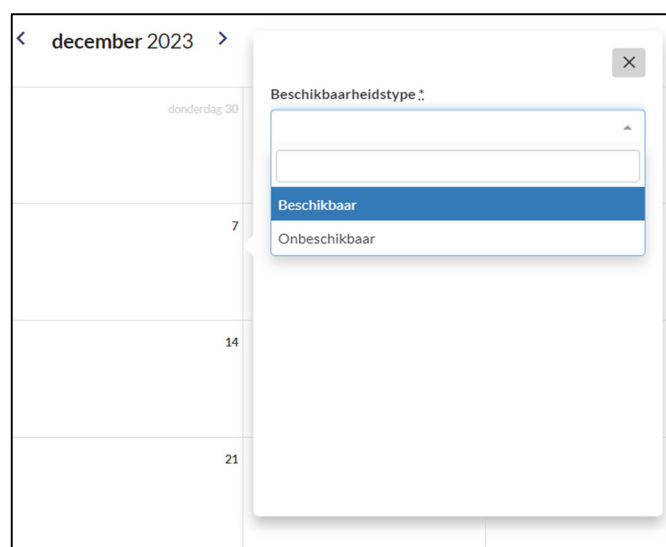 december 2023
donderdag 30
7
14
21
Beschikbaarheidstype *
Beschikbaar
Onbeschikbaar